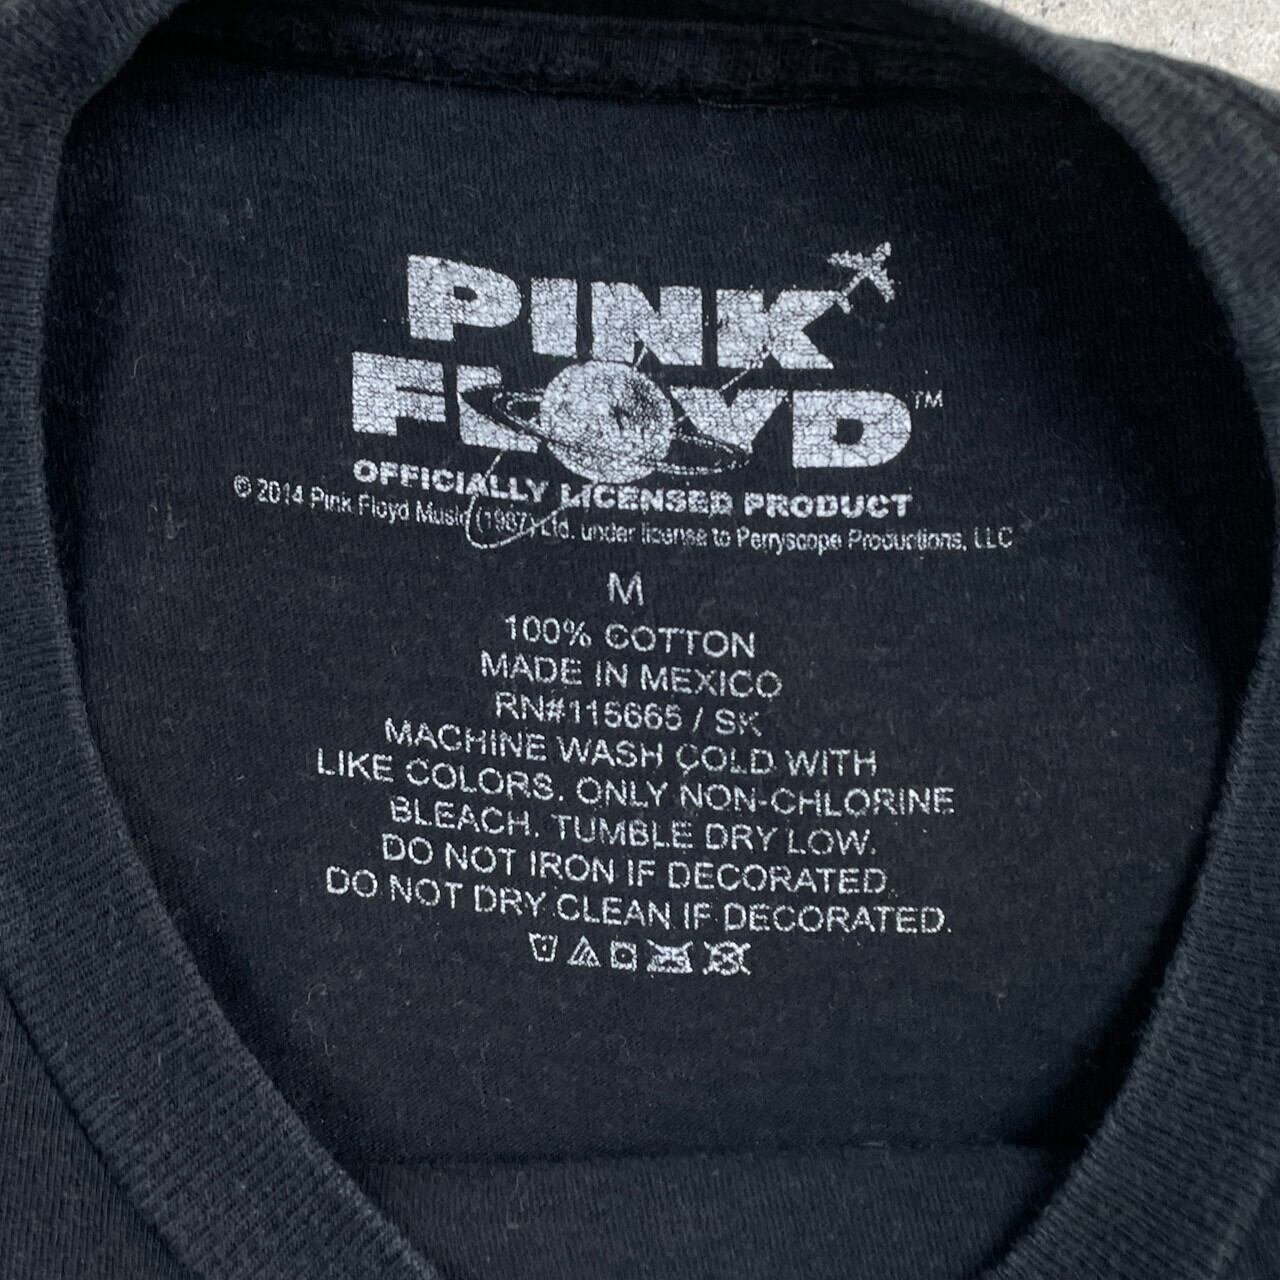 PINK
FLOYD™
OFFICIALLY LICENSED PRODUCT
© 2014 Pink Floyd Music (1987) Ltd. under license to Perryscope Productions, LLC
M
100% COTTON
MADE IN MEXICO
RN#115665 / SK
MACHINE WASH COLD WITH
LIKE COLORS. ONLY NON-CHLORINE
BLEACH. TUMBLE DRY LOW.
DO NOT IRON IF DECORATED.
DO NOT DRY CLEAN IF DECORATED.